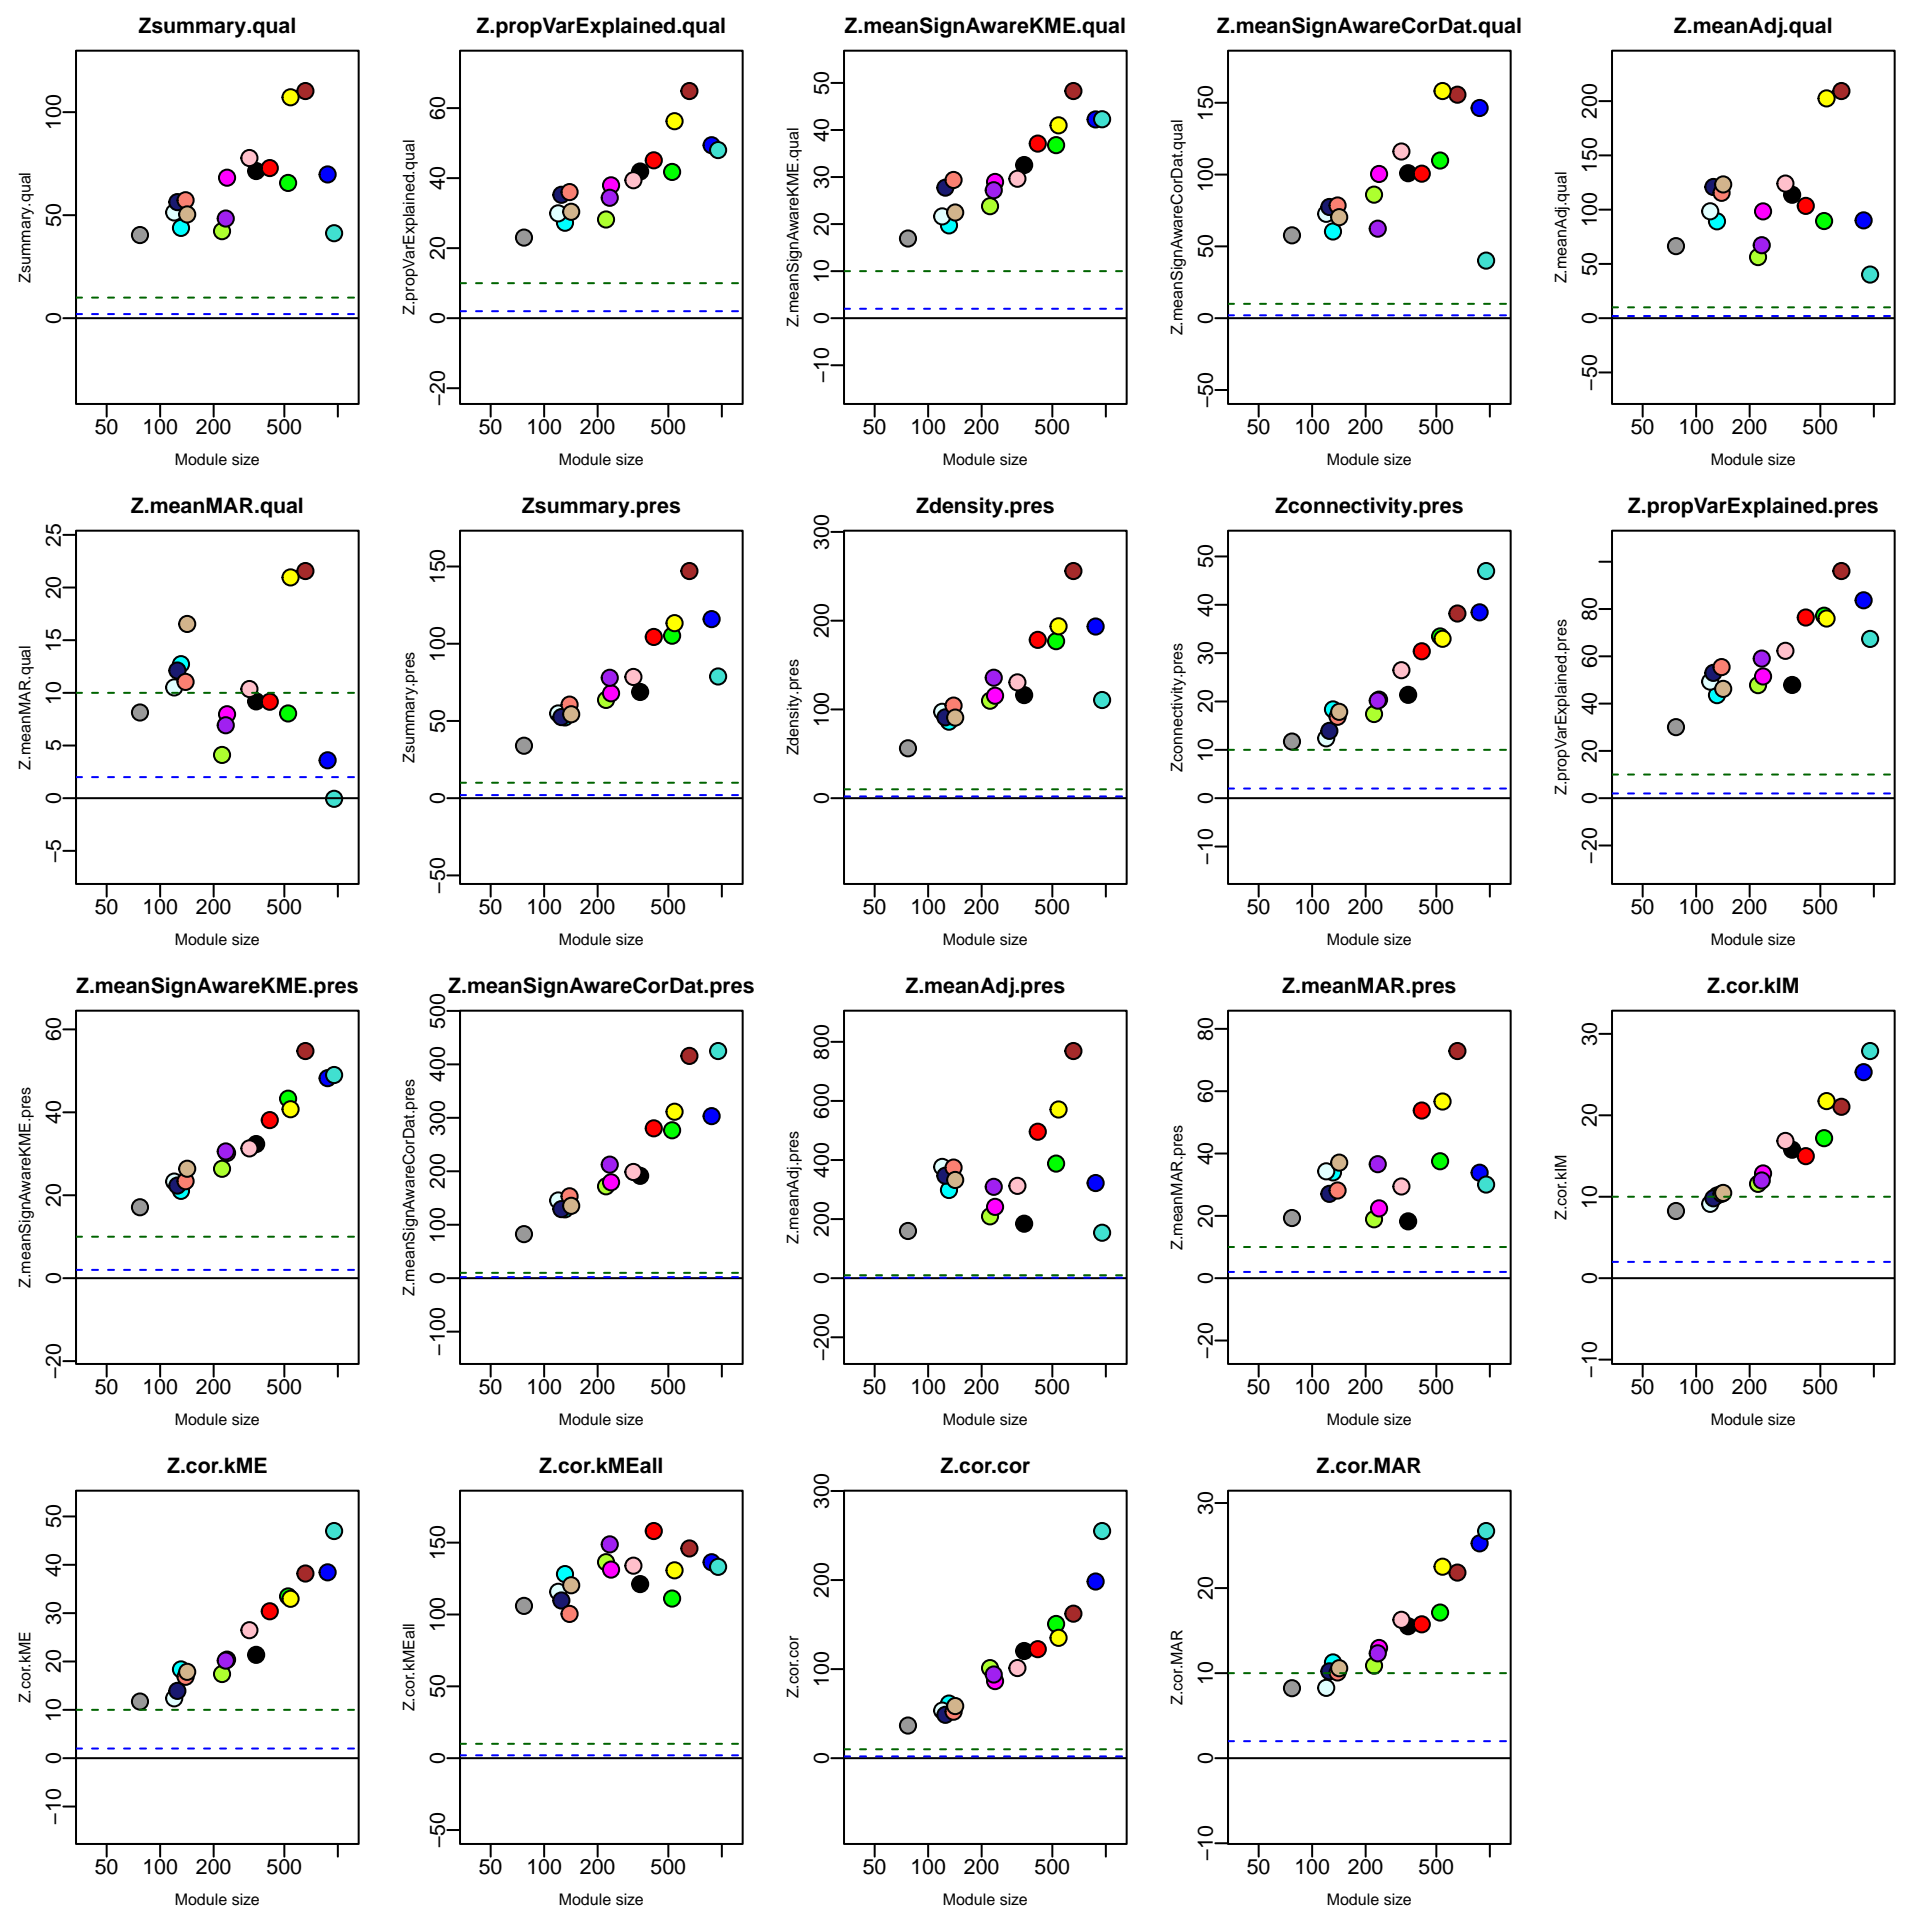 Zsummary.qual
Z.propVarExplained.qual
Z.meanSignAwareKME.qual
Z.meanSignAwareCorDat.qual
Z.meanAdj.qual
Zsummary.qual
0 50 100
50 100 200 500
Module size
Z.propVarExplained.qual
−20 0 20 40 60
50 100 200 500
Module size
Z.meanSignAwareKME.qual
−10 0 10 20 30 40 50
50 100 200 500
Module size
Z.meanSignAwareCorDat.qual
−50 0 50 100 150
50 100 200 500
Module size
Z.meanAdj.qual
−50 0 50 100 150 200
50 100 200 500
Module size
Z.meanMAR.qual
Zsummary.pres
Zdensity.pres
Zconnectivity.pres
Z.propVarExplained.pres
Z.meanMAR.qual
−5 0 5 10 15 20 25
50 100 200 500
Module size
Zsummary.pres
−50 0 50 100 150
50 100 200 500
Module size
Zdensity.pres
0 100 200 300
50 100 200 500
Module size
Zconnectivity.pres
−10 0 10 20 30 40 50
50 100 200 500
Module size
Z.propVarExplained.pres
−20 0 20 40 60 80
50 100 200 500
Module size
Z.meanSignAwareKME.pres
Z.meanSignAwareCorDat.pres
Z.meanAdj.pres
Z.meanMAR.pres
Z.cor.kIM
Z.meanSignAwareKME.pres
−20 0 20 40 60
50 100 200 500
Module size
Z.meanSignAwareCorDat.pres
−100 0 100 200 300 400 500
50 100 200 500
Module size
Z.meanAdj.pres
−200 0 200 400 600 800
50 100 200 500
Module size
Z.meanMAR.pres
−20 0 20 40 60 80
50 100 200 500
Module size
Z.cor.kIM
−10 0 10 20 30
50 100 200 500
Module size
Z.cor.kME
Z.cor.kMEall
Z.cor.cor
Z.cor.MAR
Z.cor.kME
−10 0 10 20 30 40 50
50 100 200 500
Module size
Z.cor.kMEall
−50 0 50 100 150
50 100 200 500
Module size
Z.cor.cor
0 100 200 300
50 100 200 500
Module size
Z.cor.MAR
−10 0 10 20 30
50 100 200 500
Module size